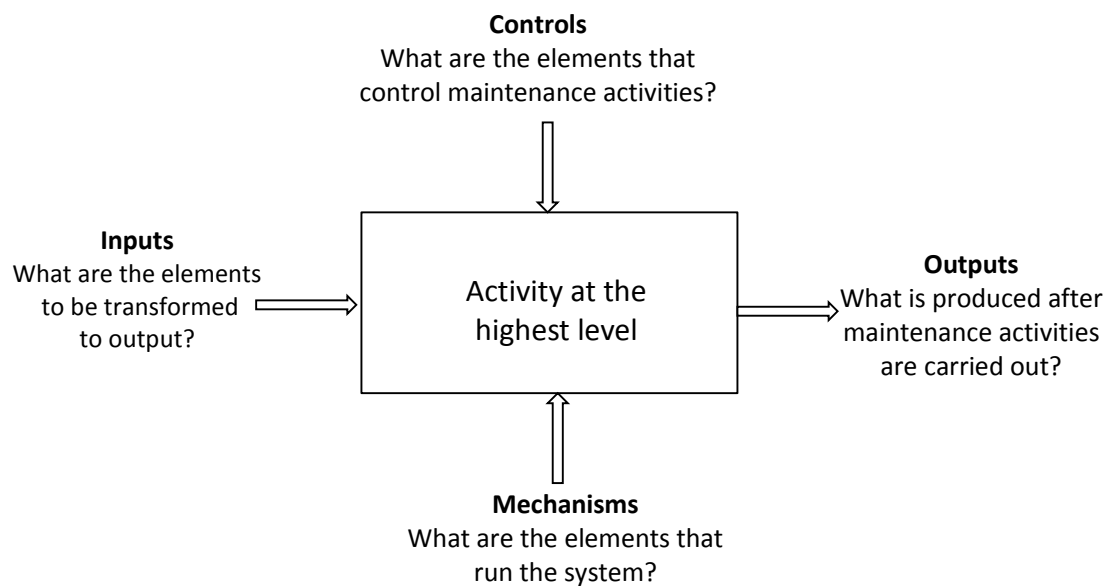 Controls
What are the elements that
control maintenance activities?
Inputs
What are the elements
to be transformed
to output?
Activity at the
highest level
Outputs
What is produced after
maintenance activities
are carried out?
Mechanisms
What are the elements that
run the system?